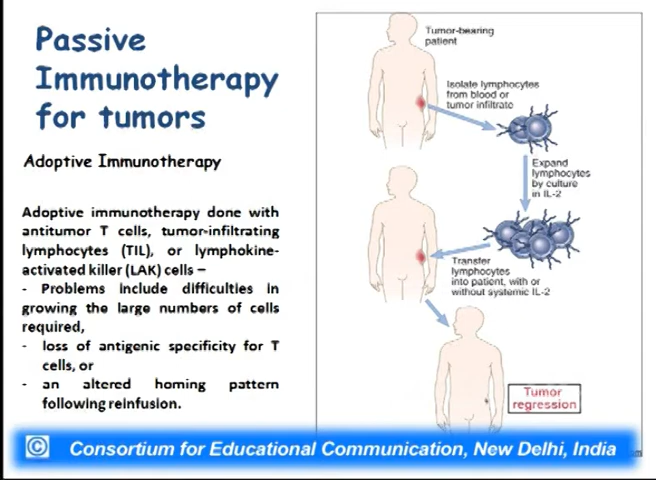 Passive
Immunotherapy
for tumors
Adoptive Immunotherapy
Adoptive immunotherapy done with
antitumor T cells, tumor-infiltrating
lymphocytes (TIL), or lymphokine-
activated killer (LAK) cells –
- Problems include difficulties in
growing the large numbers of cells
required,
- loss of antigenic specificity for T
cells, or
- an altered homing pattern
following reinfusion.
Tumor-bearing
patient
Isolate lymphocytes
from blood or
tumor infiltrate
Expand
lymphocytes
by culture
in IL-2
Transfer
lymphocytes
into patient, with or
without systemic IL-2
Tumor
regression
© Consortium for Educational Communication, New Delhi, India